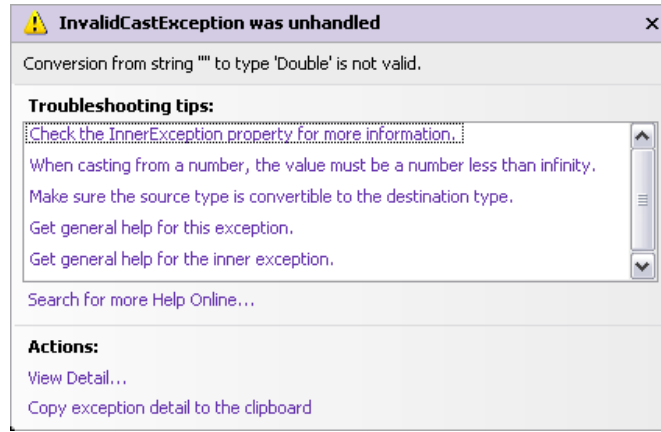 InvalidCastException was unhandled
Conversion from string "" to type 'Double' is not valid.
Troubleshooting tips:
Check the InnerException property for more information.
When casting from a number, the value must be a number less than infinity.
Make sure the source type is convertible to the destination type.
Get general help for this exception.
Get general help for the inner exception.
Search for more Help Online...
Actions:
View Detail...
Copy exception detail to the clipboard